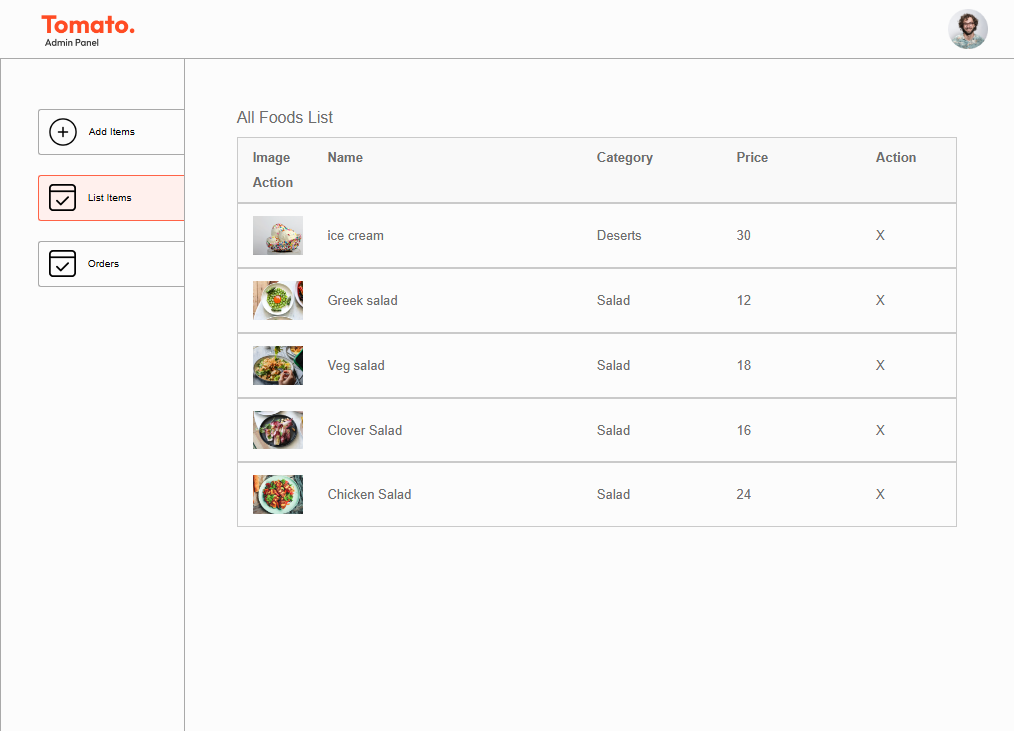 Tomato.
Admin Panel
Add Items
List Items
Orders
All Foods List
Image Name Category Price Action
Action
ice cream Deserts 30 X
Greek salad Salad 12 X
Veg salad Salad 18 X
Clover Salad Salad 16 X
Chicken Salad Salad 24 X